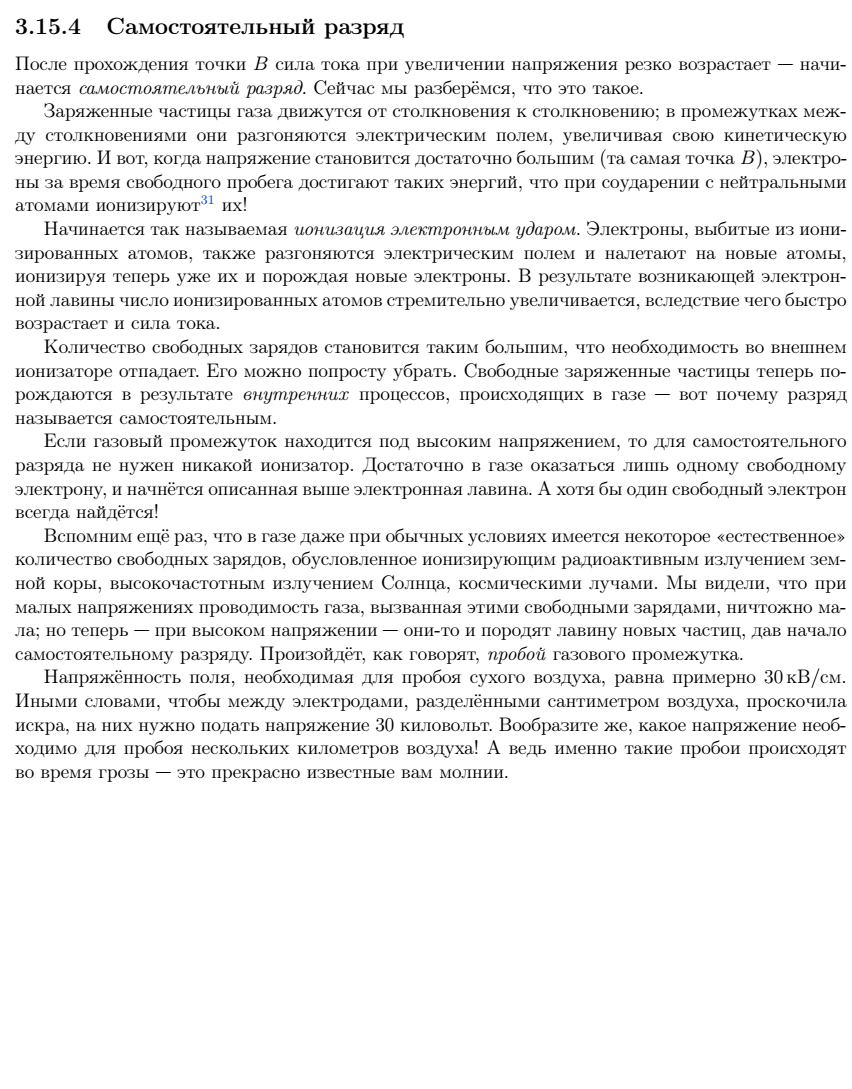 3.15.4 Самостоятельный разряд
После прохождения точки B сила тока при увеличении напряжения резко возрастает — начи-
нается самостоятельный разряд. Сейчас мы разберёмся, что это такое.
Заряженные частицы газа движутся от столкновения к столкновению; в промежутках меж-
ду столкновениями они разгоняются электрическим полем, увеличивая свою кинетическую
энергию. И вот, когда напряжение становится достаточно большим (та самая точка B), электро-
ны за время свободного пробега достигают таких энергий, что при соударении с нейтральными
атомами ионизируют31 их!
Начинается так называемая ионизация электронным ударом. Электроны, выбитые из иони-
зированных атомов, также разгоняются электрическим полем и налетают на новые атомы,
ионизируя теперь уже их и порождая новые электроны. В результате возникающей электрон-
ной лавины число ионизированных атомов стремительно увеличивается, вследствие чего быстро
возрастает и сила тока.
Количество свободных зарядов становится таким большим, что необходимость во внешнем
ионизаторе отпадает. Его можно попросту убрать. Свободные заряженные частицы теперь по-
рождаются в результате внутренних процессов, происходящих в газе — вот почему разряд
называется самостоятельным.
Если газовый промежуток находится под высоким напряжением, то для самостоятельного
разряда не нужен никакой ионизатор. Достаточно в газе оказаться лишь одному свободному
электрону, и начнётся описанная выше электронная лавина. А хотя бы один свободный электрон
всегда найдётся!
Вспомним ещё раз, что в газе даже при обычных условиях имеется некоторое «естественное»
количество свободных зарядов, обусловленное ионизирующим радиоактивным излучением зем-
ной коры, высокочастотным излучением Солнца, космическими лучами. Мы видели, что при
малых напряжениях проводимость газа, вызванная этими свободными зарядами, ничтожно ма-
ла; но теперь — при высоком напряжении — они-то и породят лавину новых частиц, дав начало
самостоятельному разряду. Произойдёт, как говорят, пробой газового промежутка.
Напряжённость поля, необходимая для пробоя сухого воздуха, равна примерно 30 кВ/см.
Иными словами, чтобы между электродами, разделёнными сантиметром воздуха, проскочила
искра, на них нужно подать напряжение 30 киловольт. Вообразите же, какое напряжение необ-
ходимо для пробоя нескольких километров воздуха! А ведь именно такие пробои происходят
во время грозы — это прекрасно известные вам молнии.